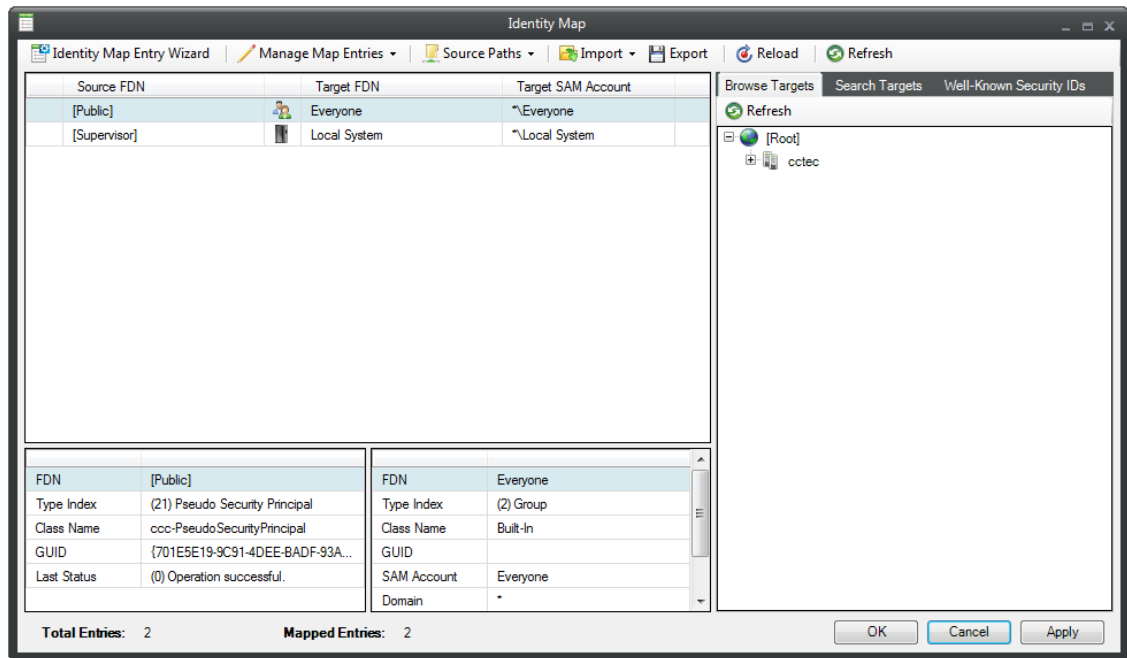 Identity Map
Identity Map Entry Wizard Manage Map Entries Source Paths Import Export Reload Refresh
Source FDN Target FDN Target SAM Account
[Public] Everyone *\Everyone
[Supervisor] Local System *\Local System
Browse Targets Search Targets Well-Known Security IDs
Refresh
[Root]
cctec
FDN [Public]
Type Index (21) Pseudo Security Principal
Class Name ccc-PseudoSecurityPrincipal
GUID {701E5E19-9C91-4DEE-BADF-93A...
Last Status (0) Operation successful.
FDN Everyone
Type Index (2) Group
Class Name Built-In
GUID
SAM Account Everyone
Domain *
Total Entries: 2 Mapped Entries: 2
OK Cancel Apply